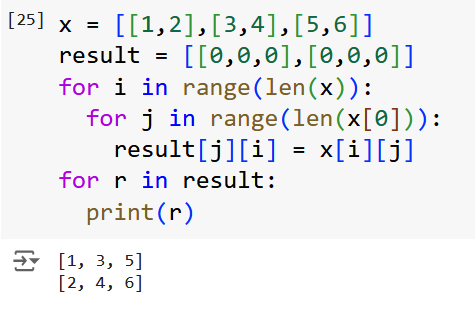 [25] x = [[1,2],[3,4],[5,6]]
result = [[0,0,0],[0,0,0]]
for i in range(len(x)):
  for j in range(len(x[0])):
    result[j][i] = x[i][j]
for r in result:
  print(r)
[1, 3, 5]
[2, 4, 6]